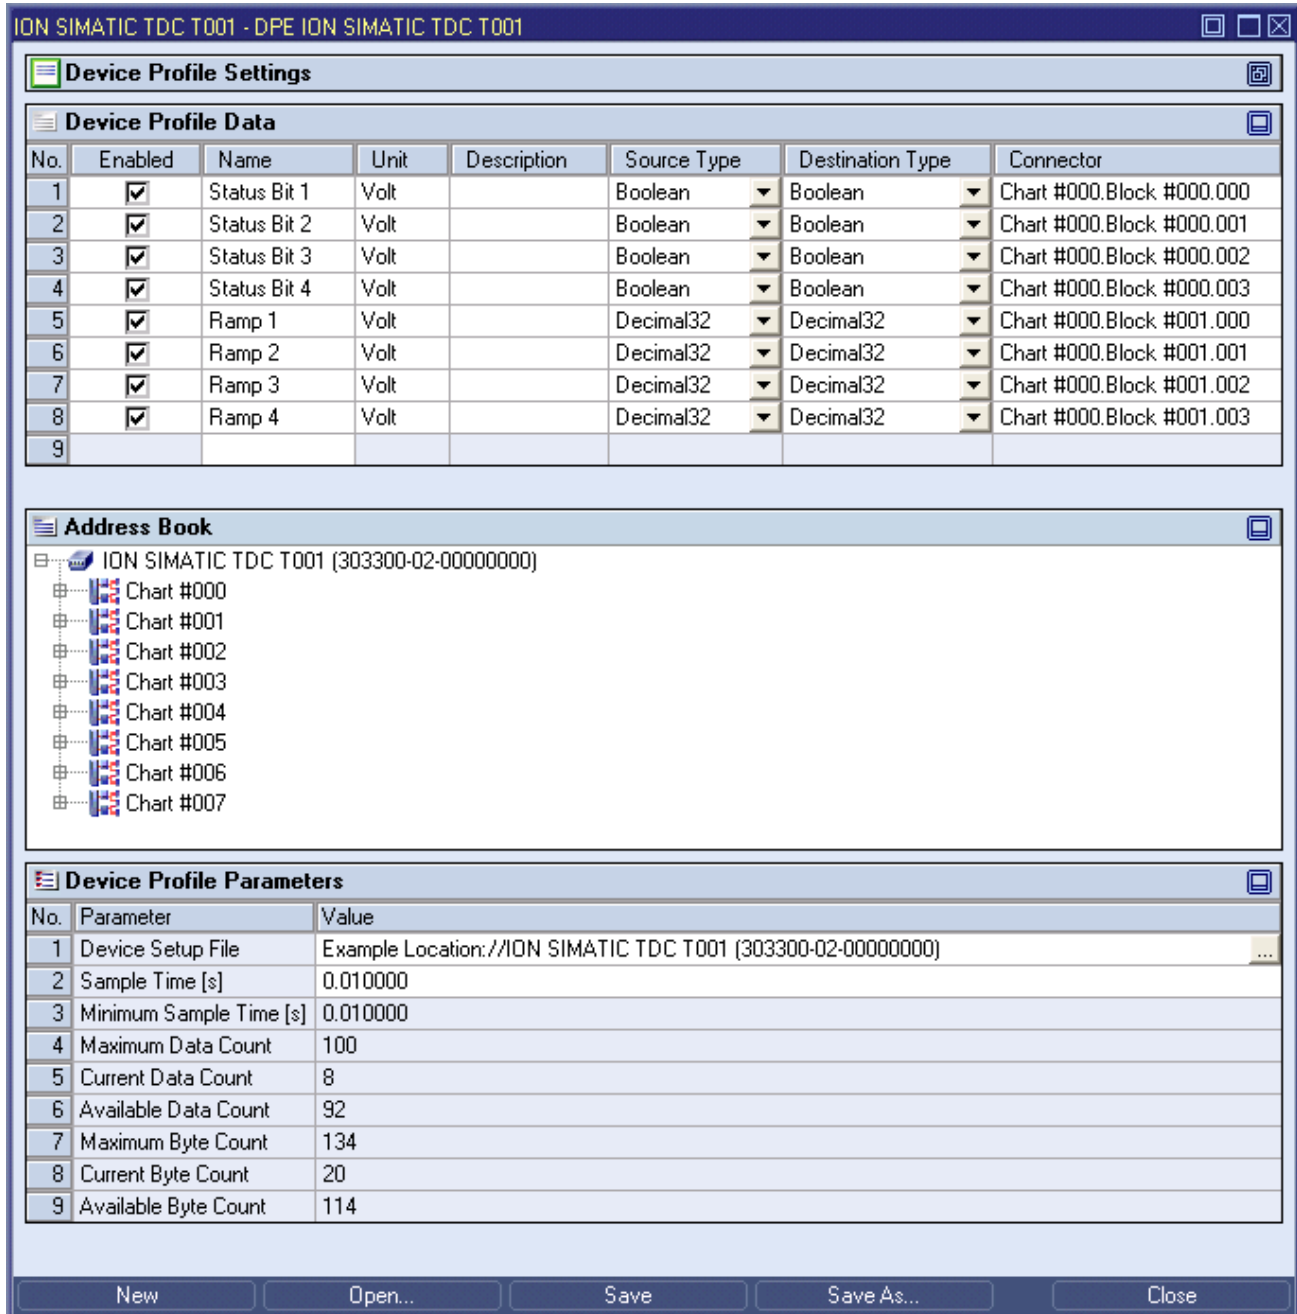 ION SIMATIC TDC T001 - DPE ION SIMATIC TDC T001
Device Profile Settings
Device Profile Data
No. Enabled Name Unit Description Source Type Destination Type Connector
1 Status Bit 1 Volt Boolean Boolean Chart #000.Block #000.000
2 Status Bit 2 Volt Boolean Boolean Chart #000.Block #000.001
3 Status Bit 3 Volt Boolean Boolean Chart #000.Block #000.002
4 Status Bit 4 Volt Boolean Boolean Chart #000.Block #000.003
5 Ramp 1 Volt Decimal32 Decimal32 Chart #000.Block #001.000
6 Ramp 2 Volt Decimal32 Decimal32 Chart #000.Block #001.001
7 Ramp 3 Volt Decimal32 Decimal32 Chart #000.Block #001.002
8 Ramp 4 Volt Decimal32 Decimal32 Chart #000.Block #001.003
9
Address Book
ION SIMATIC TDC T001 (303300-02-00000000)
Chart #000
Chart #001
Chart #002
Chart #003
Chart #004
Chart #005
Chart #006
Chart #007
Device Profile Parameters
No. Parameter Value
1 Device Setup File Example Location://ION SIMATIC TDC T001 (303300-02-00000000) ...
2 Sample Time [s] 0.010000
3 Minimum Sample Time [s] 0.010000
4 Maximum Data Count 100
5 Current Data Count 8
6 Available Data Count 92
7 Maximum Byte Count 134
8 Current Byte Count 20
9 Available Byte Count 114
New Open... Save Save As... Close